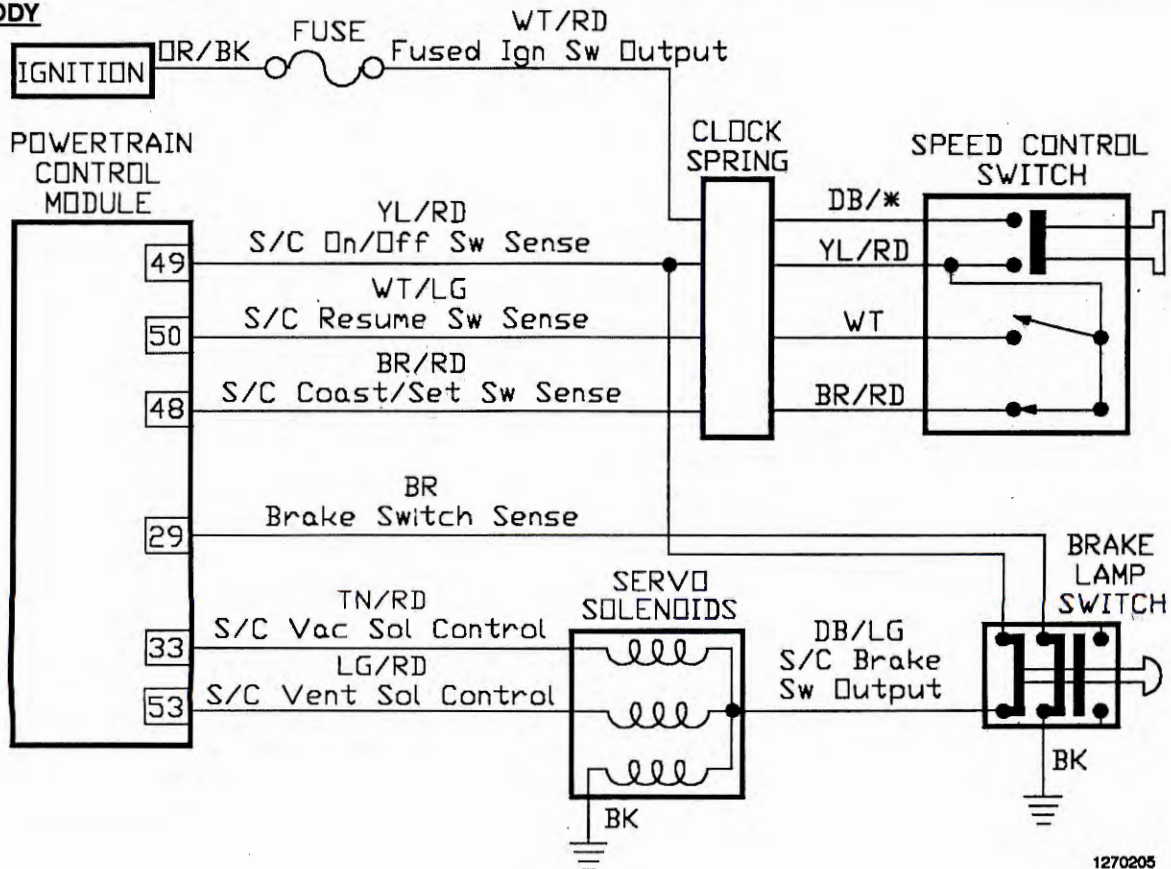 ODY
IGNITION
OR/BK
FUSE
WT/RD
Fused Ign Sw Output
POWERTRAIN
CONTROL
MODULE
CLOCK
SPRING
SPEED CONTROL
SWITCH
YL/RD
49
S/C On/Off Sw Sense
WT/LG
50
S/C Resume Sw Sense
BR/RD
48
S/C Coast/Set Sw Sense
DB/*
YL/RD
WT
BR/RD
BR
29
Brake Switch Sense
TN/RD
33
S/C Vac Sol Control
LG/RD
53
S/C Vent Sol Control
SERVO
SOLENOIDS
BK
DB/LG
S/C Brake
Sw Output
BRAKE
LAMP
SWITCH
BK
1270205